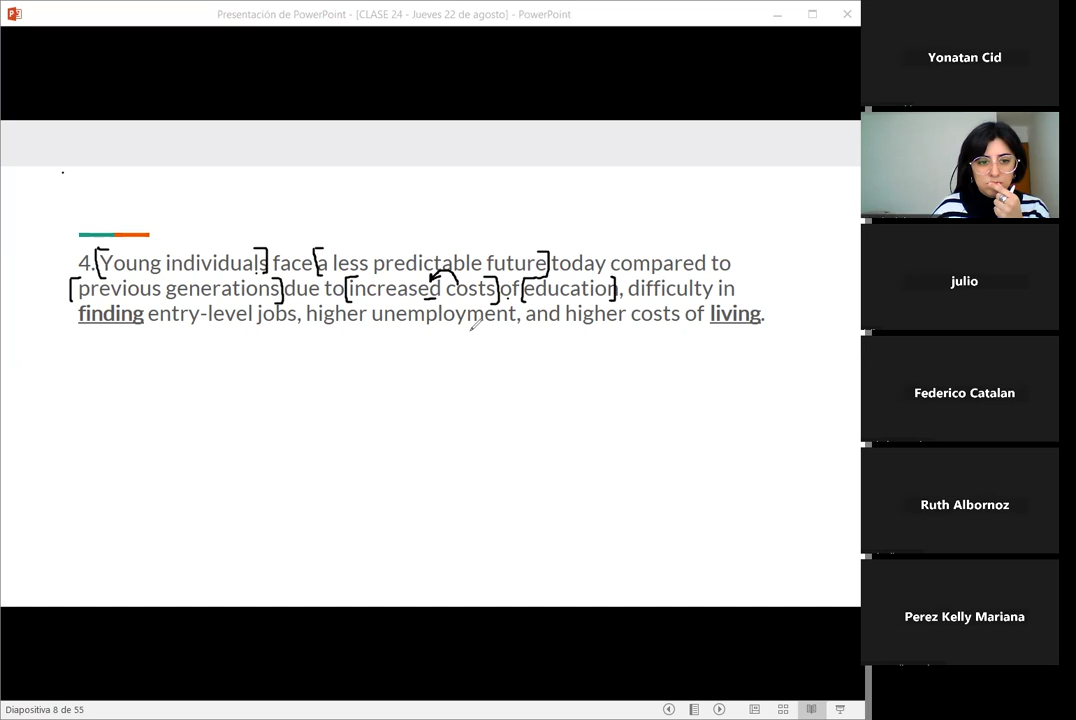 Presentación de PowerPoint - [CLASE 24 - Jueves 22 de agosto] - PowerPoint
4. Young individuals face a less predictable future today compared to
previous generations due to increased costs of education, difficulty in
finding entry-level jobs, higher unemployment, and higher costs of living.
Diapositiva 8 de 55
Yonatan Cid
julio
Federico Catalan
Ruth Albornoz
Perez Kelly Mariana